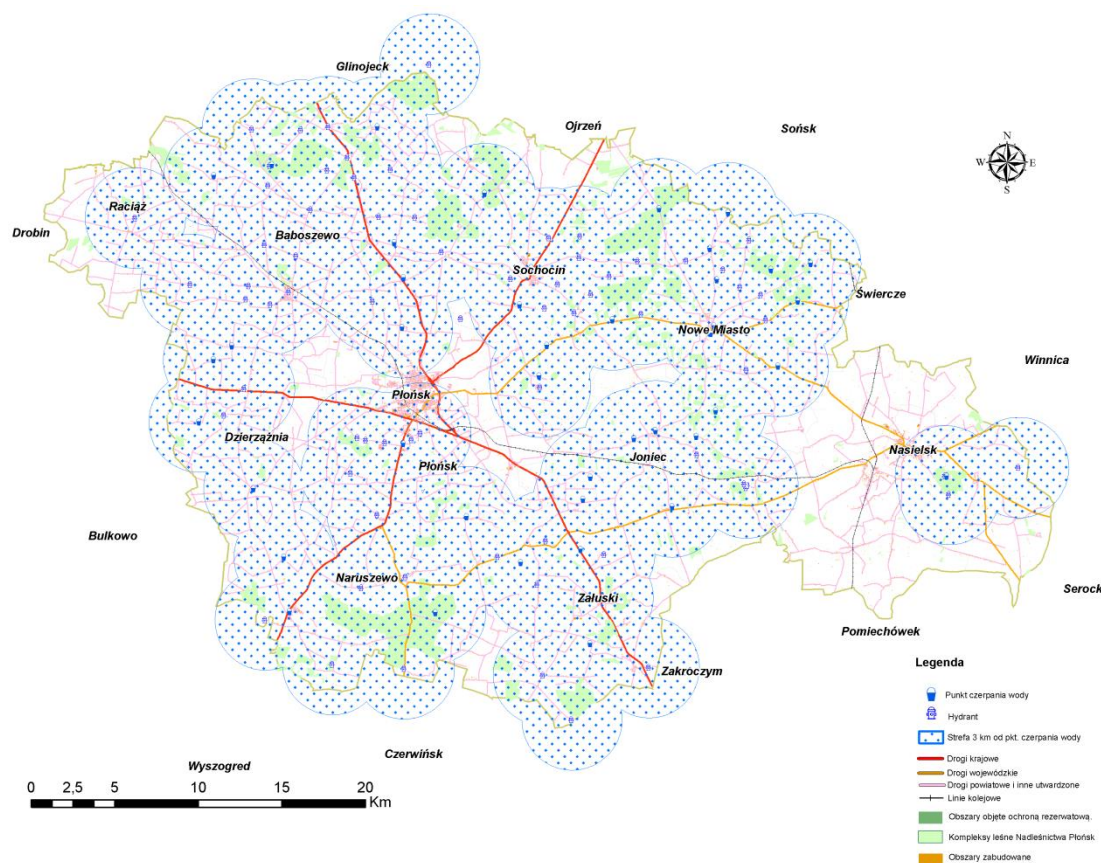 Glinojeck
Ojrzeń
Sońsk
N
W E
S
Raciąż
Drobin
Baboszewo
Sochocin
Świercze
Nowe Miasto
Winnica
Płońsk
Nasielsk
Dzierzążnia
Płońsk
Joniec
Bulkowo
Naruszewo
Załuski
Serock
Pomiechówek
Zakroczym
Czerwińsk
Wyszogred
0 2,5 5 10 15 20
Km
Legenda
Punkt czerpania wody
Hydrant
Strefa 3 km od pkt. czerpania wody
Drogi krajowe
Drogi wojewódzkie
Drogi powiatowe i inne utwardzone
Linie kolejowe
Obszary objęte ochroną rezerwatową.
Kompleksy leśne Nadleśnictwa Płońsk
Obszary zabudowane